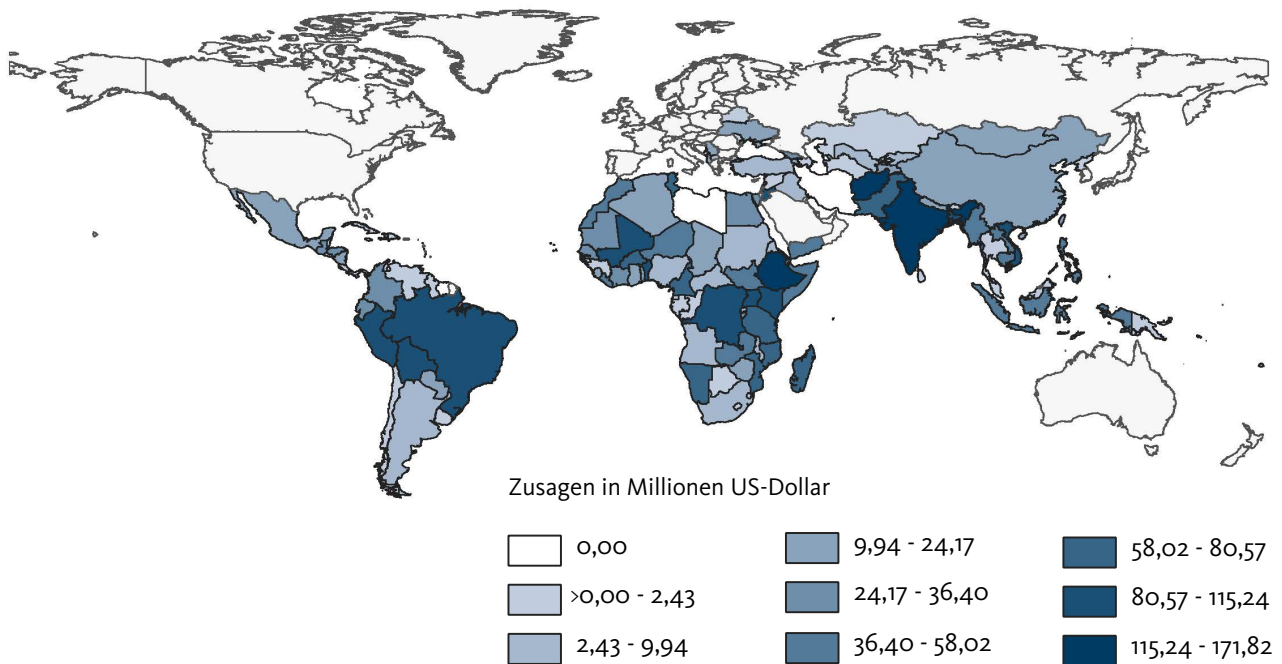 Zusagen in Millionen US-Dollar
0,00
>0,00 - 2,43
2,43 - 9,94
9,94 - 24,17
24,17 - 36,40
36,40 - 58,02
58,02 - 80,57
80,57 - 115,24
115,24 - 171,82